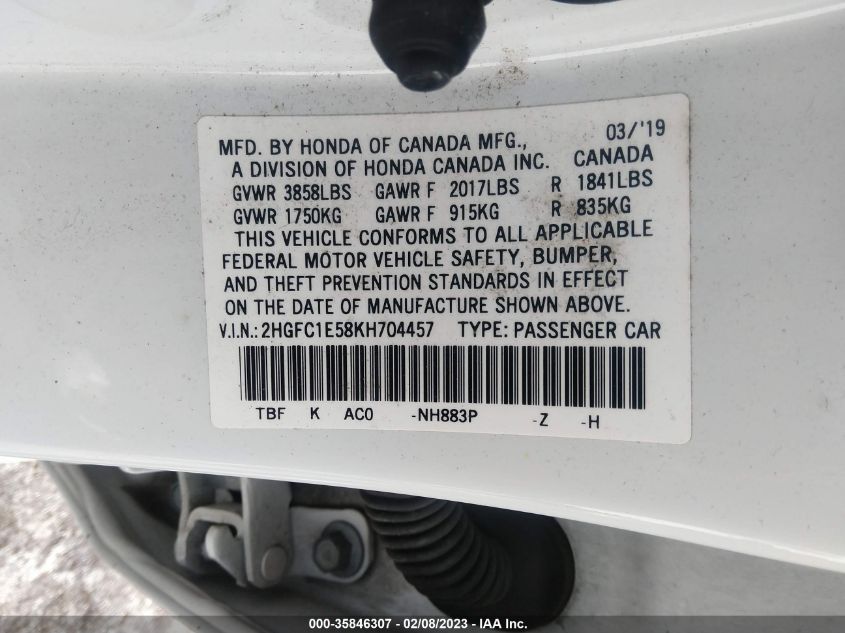 MFD. BY HONDA OF CANADA MFG., 03/'19
A DIVISION OF HONDA CANADA INC. CANADA
GVWR 3858LBS GAWR F 2017LBS R 1841LBS
GVWR 1750KG GAWR F 915KG R 835KG
THIS VEHICLE CONFORMS TO ALL APPLICABLE
FEDERAL MOTOR VEHICLE SAFETY, BUMPER,
AND THEFT PREVENTION STANDARDS IN EFFECT
ON THE DATE OF MANUFACTURE SHOWN ABOVE.
V.I.N.: 2HGFC1E58KH704457 TYPE: PASSENGER CAR
TBF K AC0 -NH883P -Z -H
000-35846307 - 02/08/2023 - IAA Inc.